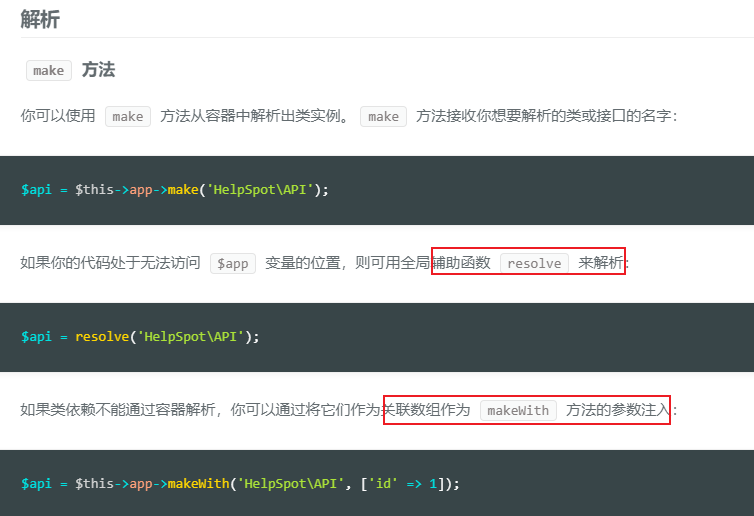 解析
make 方法
你可以使用 make 方法从容器中解析出类实例。 make 方法接收你想要解析的类或接口的名字：
$api = $this->app->make('HelpSpot\API');
如果你的代码处于无法访问 $app 变量的位置，则可用全局辅助函数 resolve 来解析：
$api = resolve('HelpSpot\API');
如果类依赖不能通过容器解析，你可以通过将它们作为关联数组作为 makeWith 方法的参数注入：
$api = $this->app->makeWith('HelpSpot\API', ['id' => 1]);